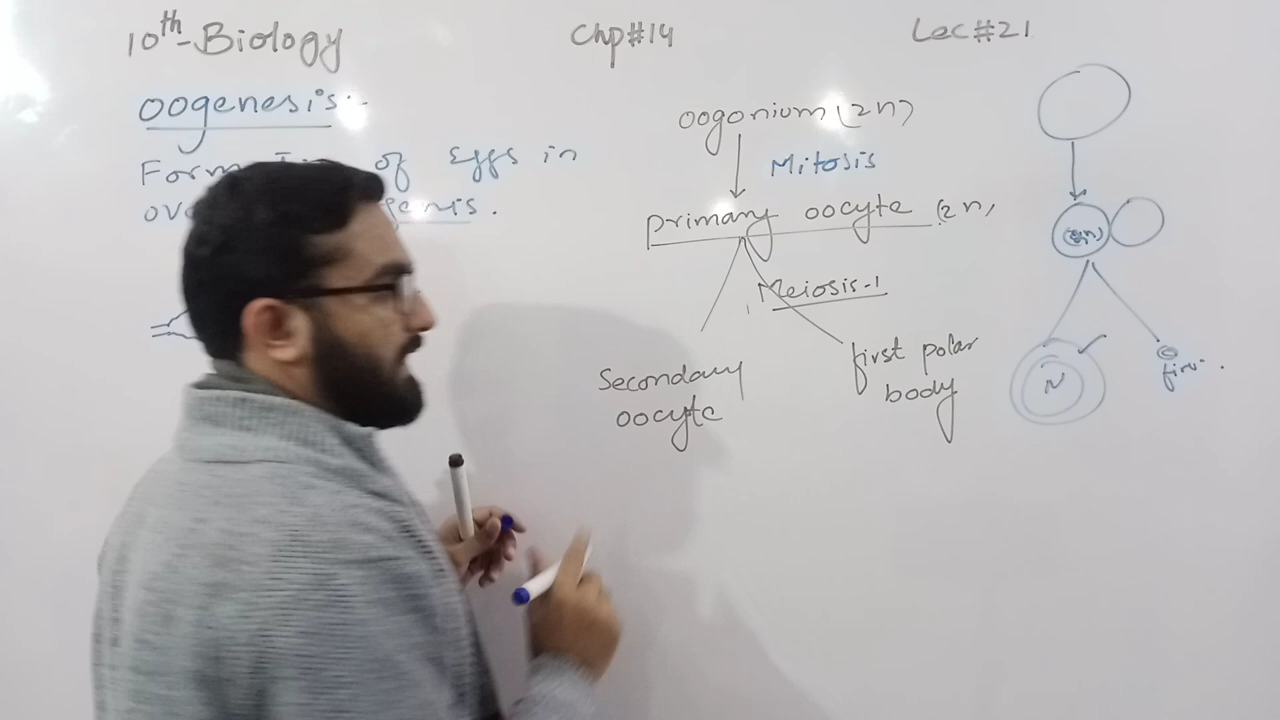 10th-Biology
Chp#14
Lec#21
oogenesis:-
of Eggs in
oogonium (2n)
Mitosis
primary oocyte (2n)
Meiosis-1
Secondary
oocyte
first polar
body
(2n)
N